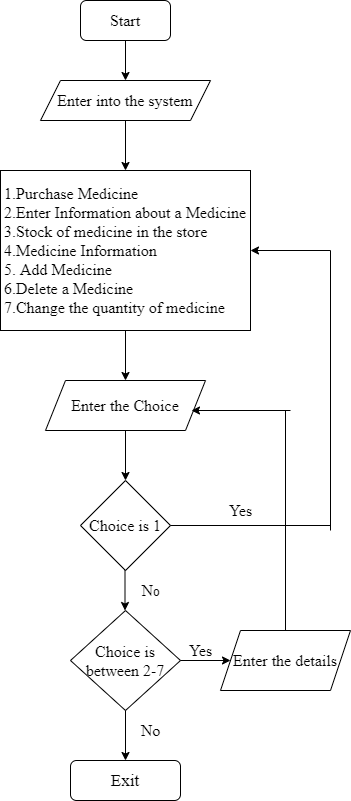 Start
Enter into the system
1.Purchase Medicine
2.Enter Information about a Medicine
3.Stock of medicine in the store
4.Medicine Information
5. Add Medicine
6.Delete a Medicine
7.Change the quantity of medicine
Enter the Choice
Choice is 1
Yes
No
Choice is
between 2-7
Yes
Enter the details
No
Exit